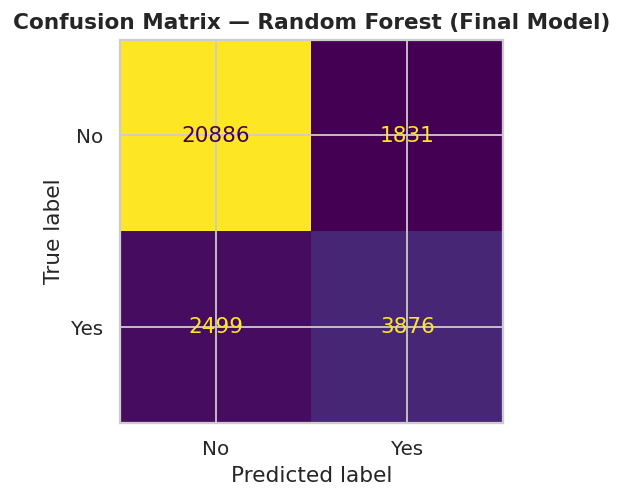 Confusion Matrix — Random Forest (Final Model)
True label
No
20886
1831
Yes
2499
3876
No
Yes
Predicted label